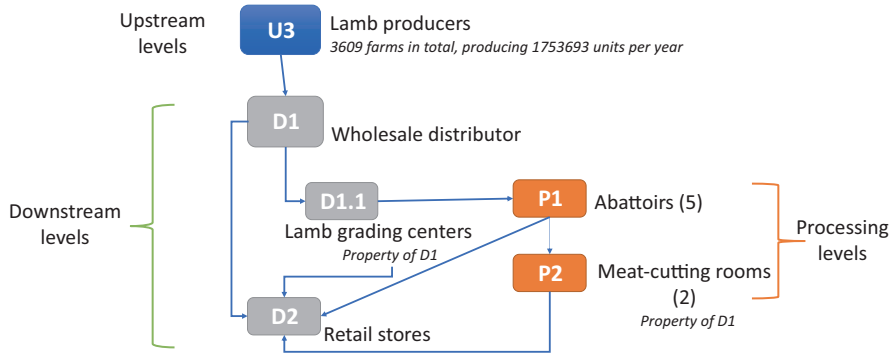 Upstream
levels
U3
Lamb producers
3609 farms in total, producing 1753693 units per year
D1
Wholesale distributor
D1.1
P1
Abattoirs (5)
Downstream
levels
Lamb grading centers
Property of D1
Processing
levels
P2
Meat-cutting rooms
(2)
Property of D1
D2
Retail stores